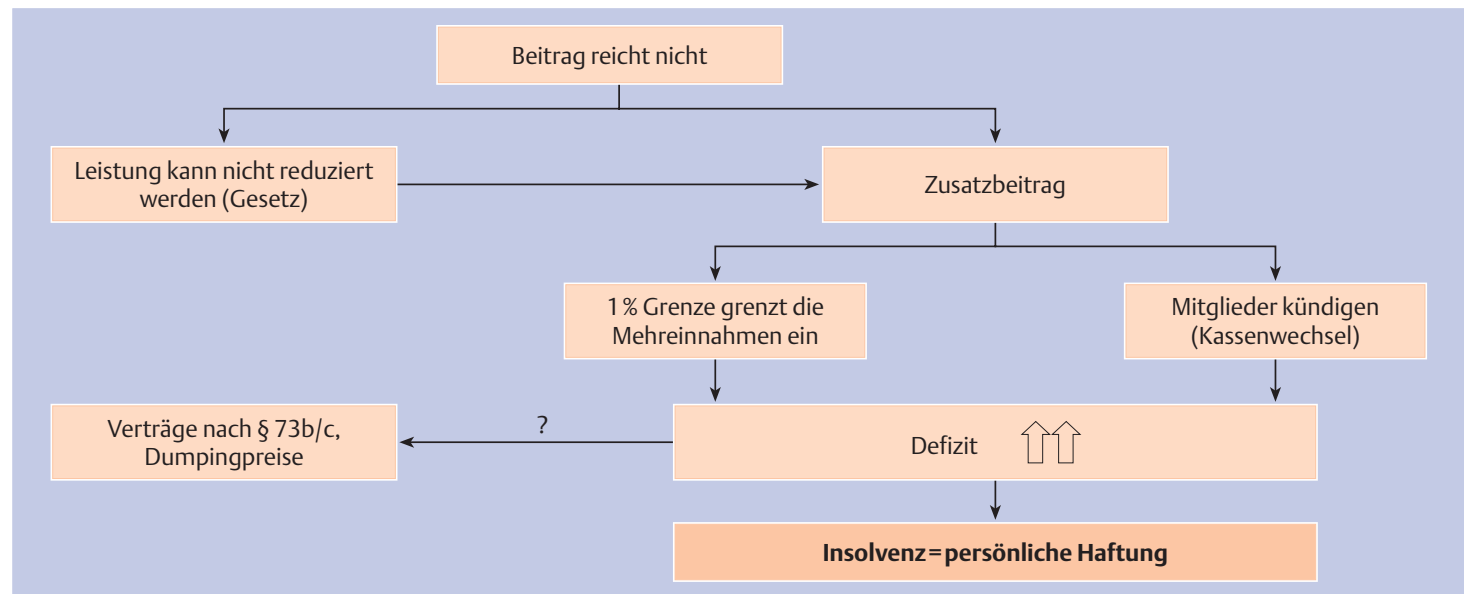 Beitrag reicht nicht
Leistung kann nicht reduziert
werden (Gesetz)
Zusatzbeitrag
1 % Grenze grenzt die
Mehreinnahmen ein
Mitglieder kündigen
(Kassenwechsel)
Verträge nach § 73b/c,
Dumpingpreise
?
Defizit
Insolvenz = persönliche Haftung